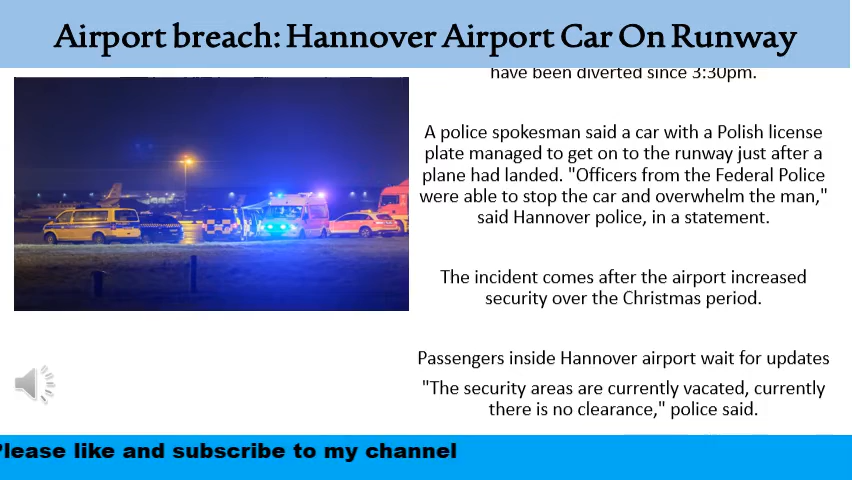 Airport breach: Hannover Airport Car On Runway
have been diverted since 3:30pm.
A police spokesman said a car with a Polish license
plate managed to get on to the runway just after a
plane had landed. "Officers from the Federal Police
were able to stop the car and overwhelm the man,"
said Hannover police, in a statement.
The incident comes after the airport increased
security over the Christmas period.
Passengers inside Hannover airport wait for updates
"The security areas are currently vacated, currently
there is no clearance," police said.
Please like and subscribe to my channel